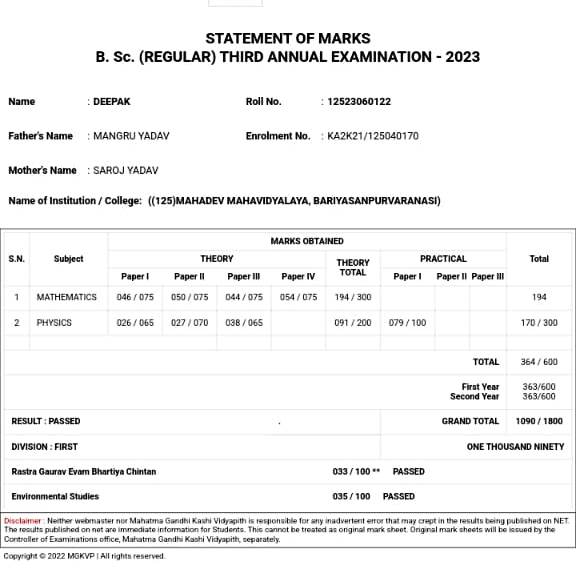 STATEMENT OF MARKS
B. Sc. (REGULAR) THIRD ANNUAL EXAMINATION - 2023
Name : DEEPAK Roll No. : 12523060122
Father's Name : MANGRU YADAV Enrolment No. : KA2K21/125040170
Mother's Name : SAROJ YADAV
Name of Institution / College: ((125)MAHADEV MAHAVIDYALAYA, BARIYASANPURVARANASI)
MARKS OBTAINED
S.N. Subject THEORY THEORY TOTAL PRACTICAL Total
Paper I Paper II Paper III Paper IV Paper I Paper II Paper III
1 MATHEMATICS 046 / 075 050 / 075 044 / 075 054 / 075 194 / 300 194
2 PHYSICS 026 / 065 027 / 070 038 / 065 091 / 200 079 / 100 170 / 300
TOTAL 364 / 600
First Year 363/600
Second Year 363/600
RESULT : PASSED . GRAND TOTAL 1090 / 1800
DIVISION : FIRST ONE THOUSAND NINETY
Rastra Gaurav Evam Bhartiya Chintan 033 / 100 ** PASSED
Environmental Studies 035 / 100 PASSED
Disclaimer : Neither webmaster nor Mahatma Gandhi Kashi Vidyapith is responsible for any inadvertent error that may crept in the results being published on NET.
The results published on net are immediate information for Students. This cannot be treated as original mark sheet. Original mark sheets will be issued by the
Controller of Examinations office, Mahatma Gandhi Kashi Vidyapith, separately.
Copyright © 2022 MGKVP | All rights reserved.